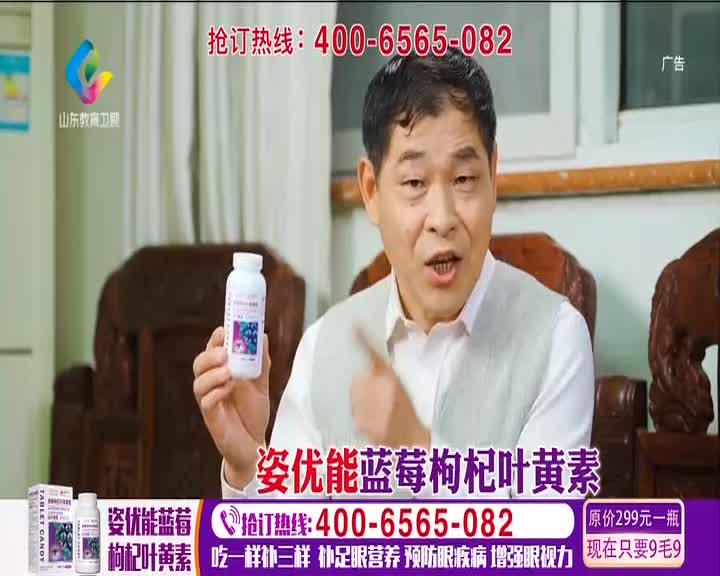 抢订热线：400-6565-082
广告
山东教育卫视
姿优能蓝莓枸杞叶黄素
TABLET CANDY
姿优能蓝莓
枸杞叶黄素
抢订热线:400-6565-082
吃一样补三样 补足眼营养 预防眼疾病 增强眼视力
原价299元一瓶
现在只要9毛9